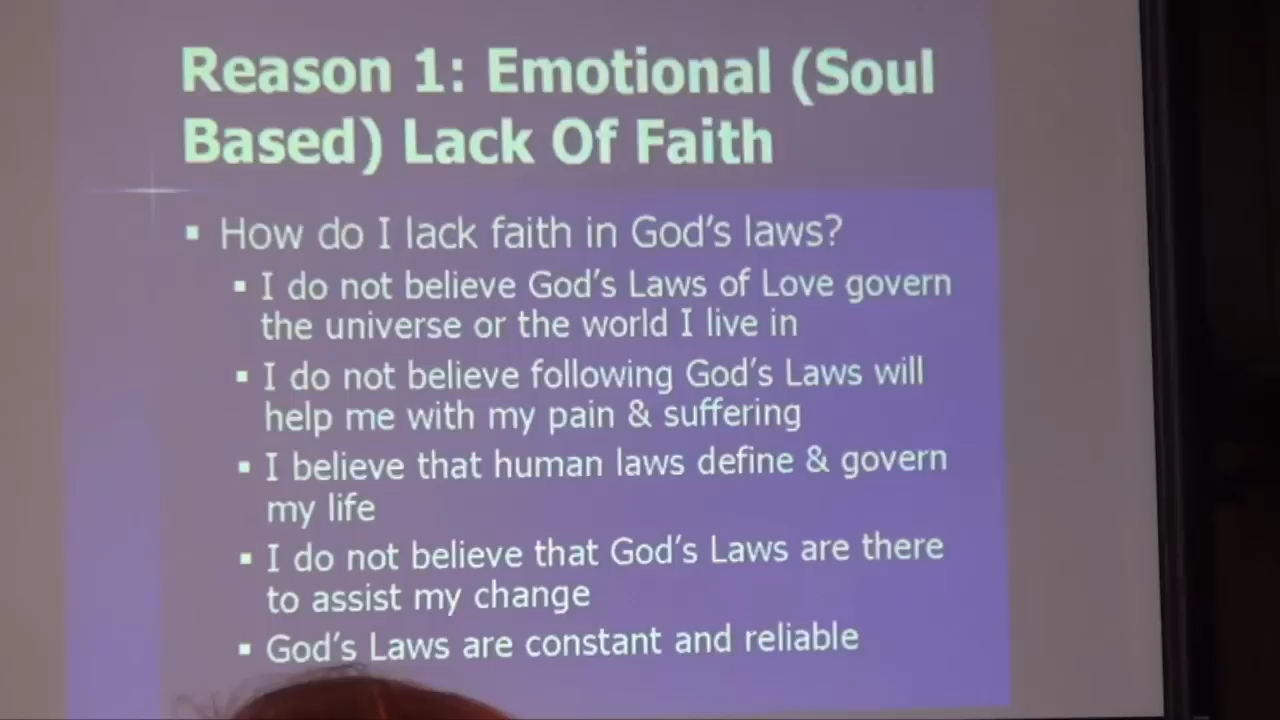 Reason 1: Emotional (Soul
Based) Lack Of Faith
▪ How do I lack faith in God's laws?
▪ I do not believe God's Laws of Love govern
the universe or the world I live in
▪ I do not believe following God's Laws will
help me with my pain & suffering
▪ I believe that human laws define & govern
my life
▪ I do not believe that God's Laws are there
to assist my change
▪ God's Laws are constant and reliable